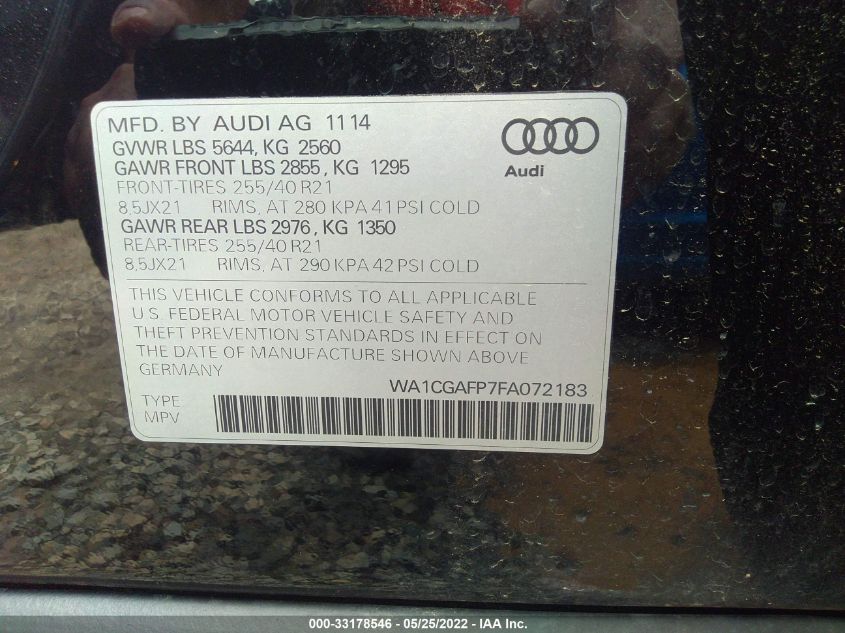 MFD. BY AUDI AG 11 14
GVWR LBS 5644, KG 2560
GAWR FRONT LBS 2855, KG 1295
FRONT-TIRES 255/40 R21
8,5JX21 RIMS, AT 280 KPA 41 PSI COLD
GAWR REAR LBS 2976, KG 1350
REAR-TIRES 255/40 R21
8,5JX21 RIMS, AT 290 KPA 42 PSI COLD
Audi
THIS VEHICLE CONFORMS TO ALL APPLICABLE
U.S. FEDERAL MOTOR VEHICLE SAFETY AND
THEFT PREVENTION STANDARDS IN EFFECT ON
THE DATE OF MANUFACTURE SHOWN ABOVE
GERMANY
WA1CGAFP7FA072183
TYPE
MPV
000-33178546 - 05/25/2022 - IAA Inc.